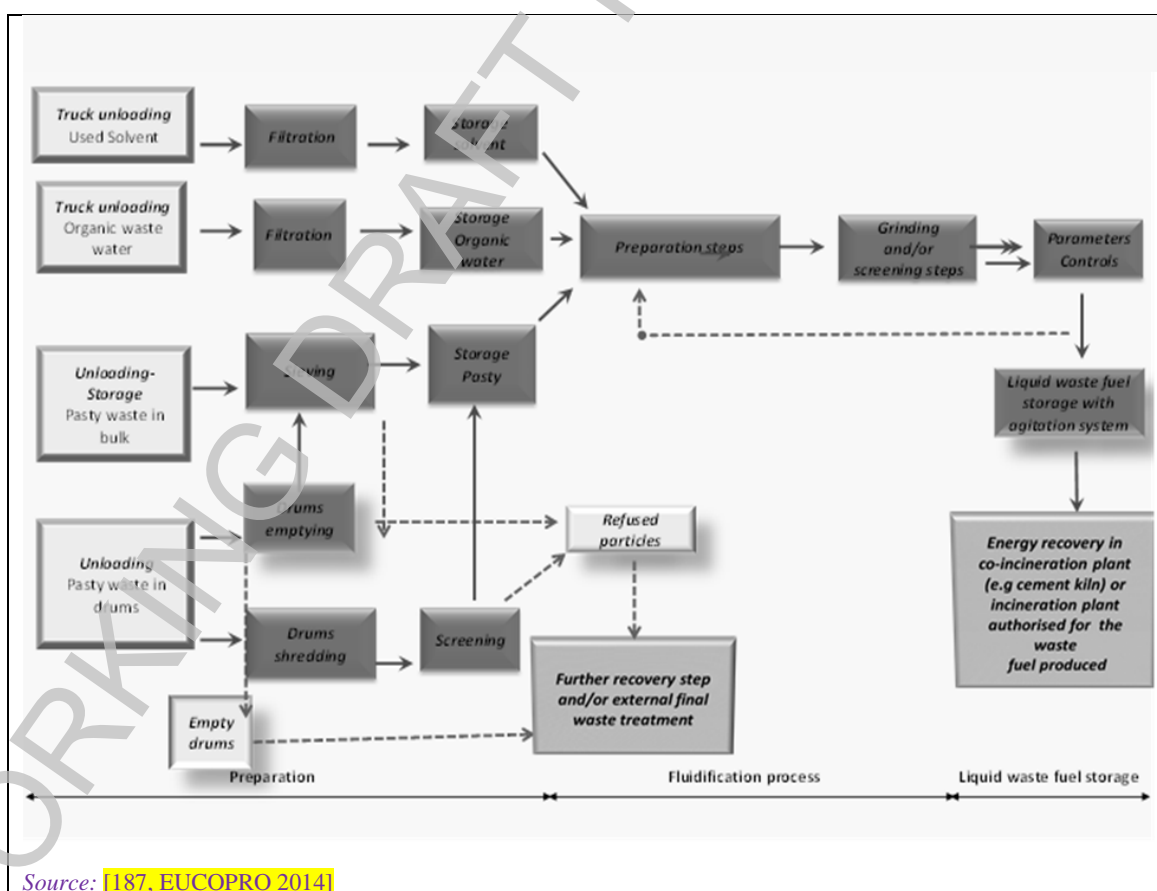 Truck unloading
Used Solvent
Filtration
Storage
solvent
Truck unloading
Organic waste
water
Filtration
Storage
Organic
water
Preparation steps
Grinding
and/or
screening steps
Parameters
Controls
Unloading-
Storage
Pasty waste in
bulk
Sieving
Storage
Pasty
Liquid waste fuel
storage with
agitation system
Unloading
Pasty waste in
drums
Drums
emptying
Refused
particles
Drums
shredding
Screening
Energy recovery in
co-incineration plant
(e.g cement kiln) or
incineration plant
authorised for the
waste
fuel produced
Further recovery step
and/or external final
waste treatment
Empty
drums
Preparation
Fluidification process
Liquid waste fuel storage
Source: [187, EUCOPRO 2014]
ORKING DRAFT